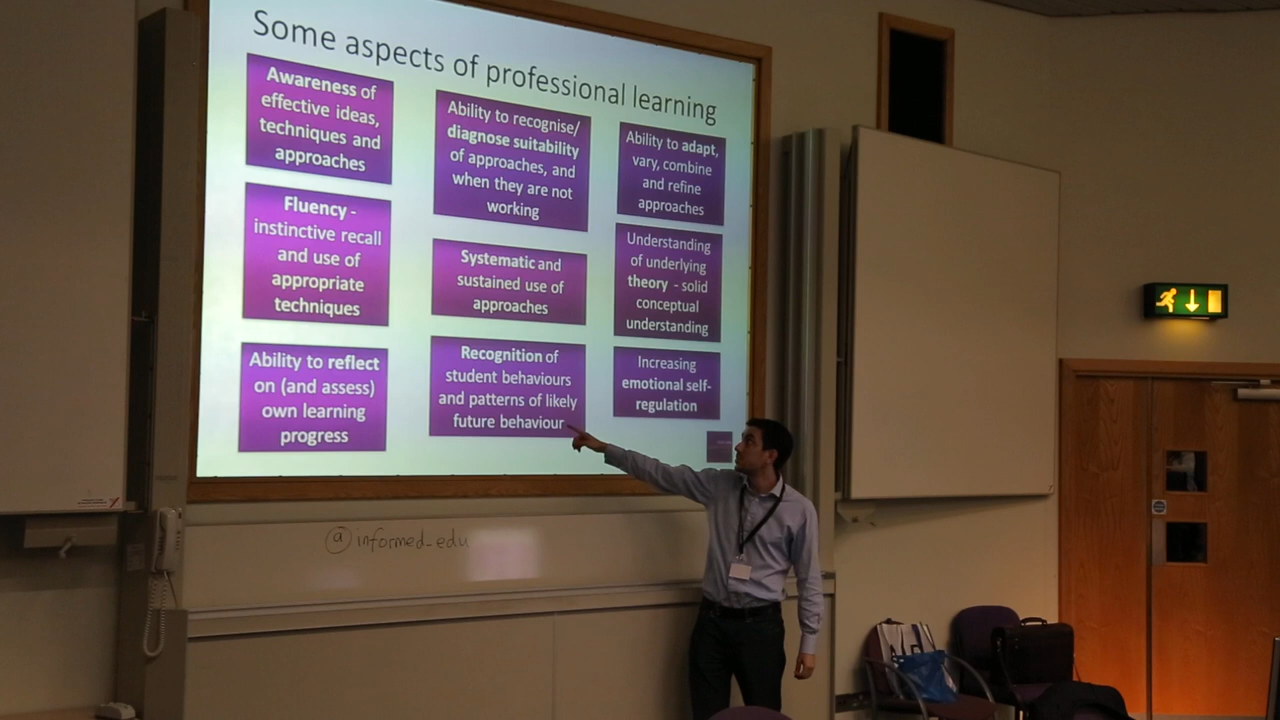 Some aspects of professional learning
Awareness of
effective ideas,
techniques and
approaches
Ability to recognise/
diagnose suitability
of approaches, and
when they are not
working
Ability to adapt,
vary, combine
and refine
approaches
Fluency -
instinctive recall
and use of
appropriate
techniques
Systematic and
sustained use of
approaches
Understanding
of underlying
theory - solid
conceptual
understanding
Ability to reflect
on (and assess)
own learning
progress
Recognition of
student behaviours
and patterns of likely
future behaviour
Increasing
emotional self-
regulation
@informed_edu